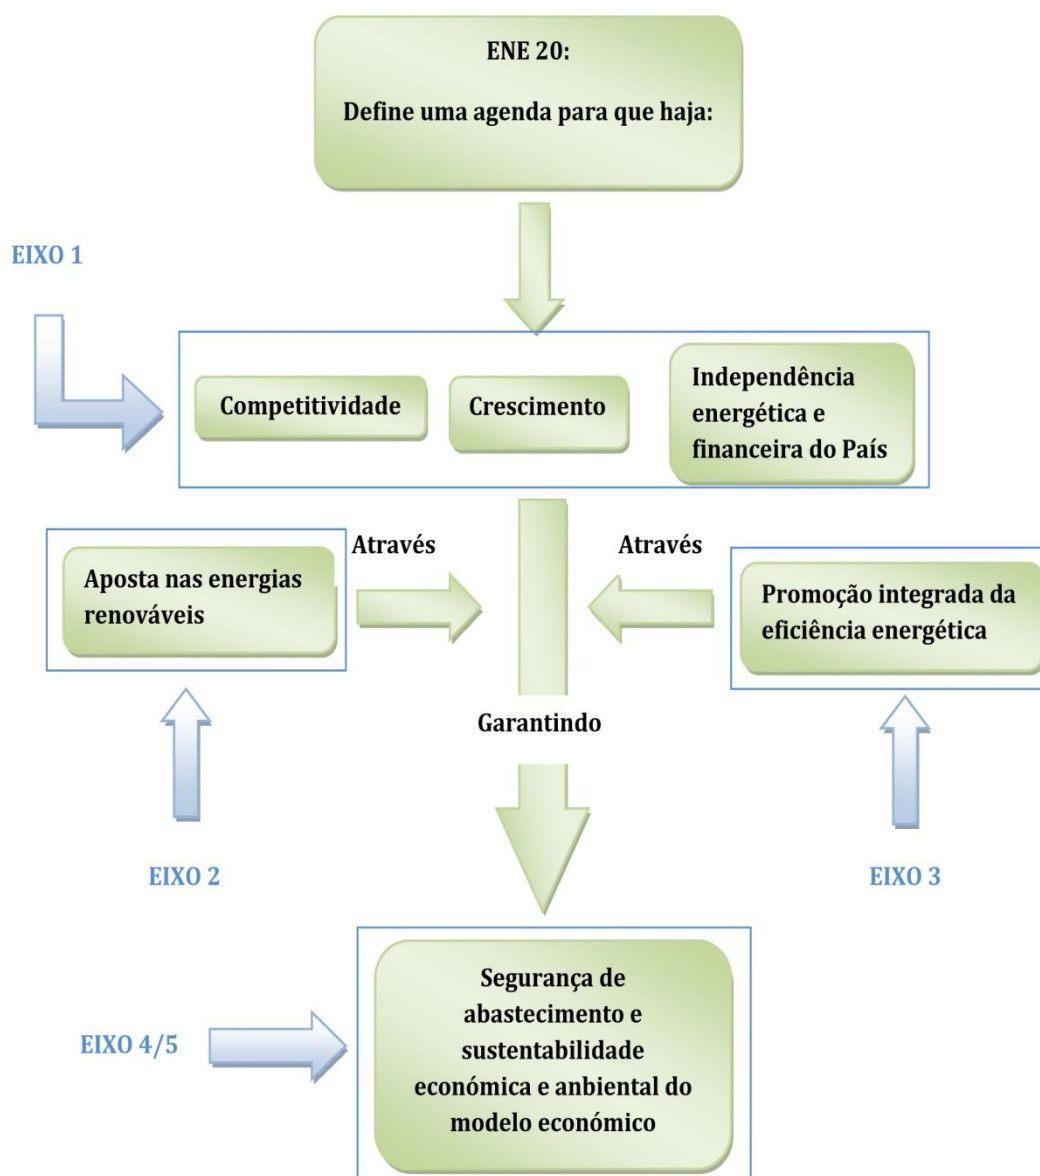 ENE 20:
Define uma agenda para que haja:
EIXO 1
Competitividade
Crescimento
Independência
energética e
financeira do País
Através
Através
Aposta nas energias
renováveis
Promoção integrada da
eficiência energética
Garantindo
EIXO 2
EIXO 3
Segurança de
abastecimento e
sustentabilidade
económica e anbiental do
modelo económico
EIXO 4/5